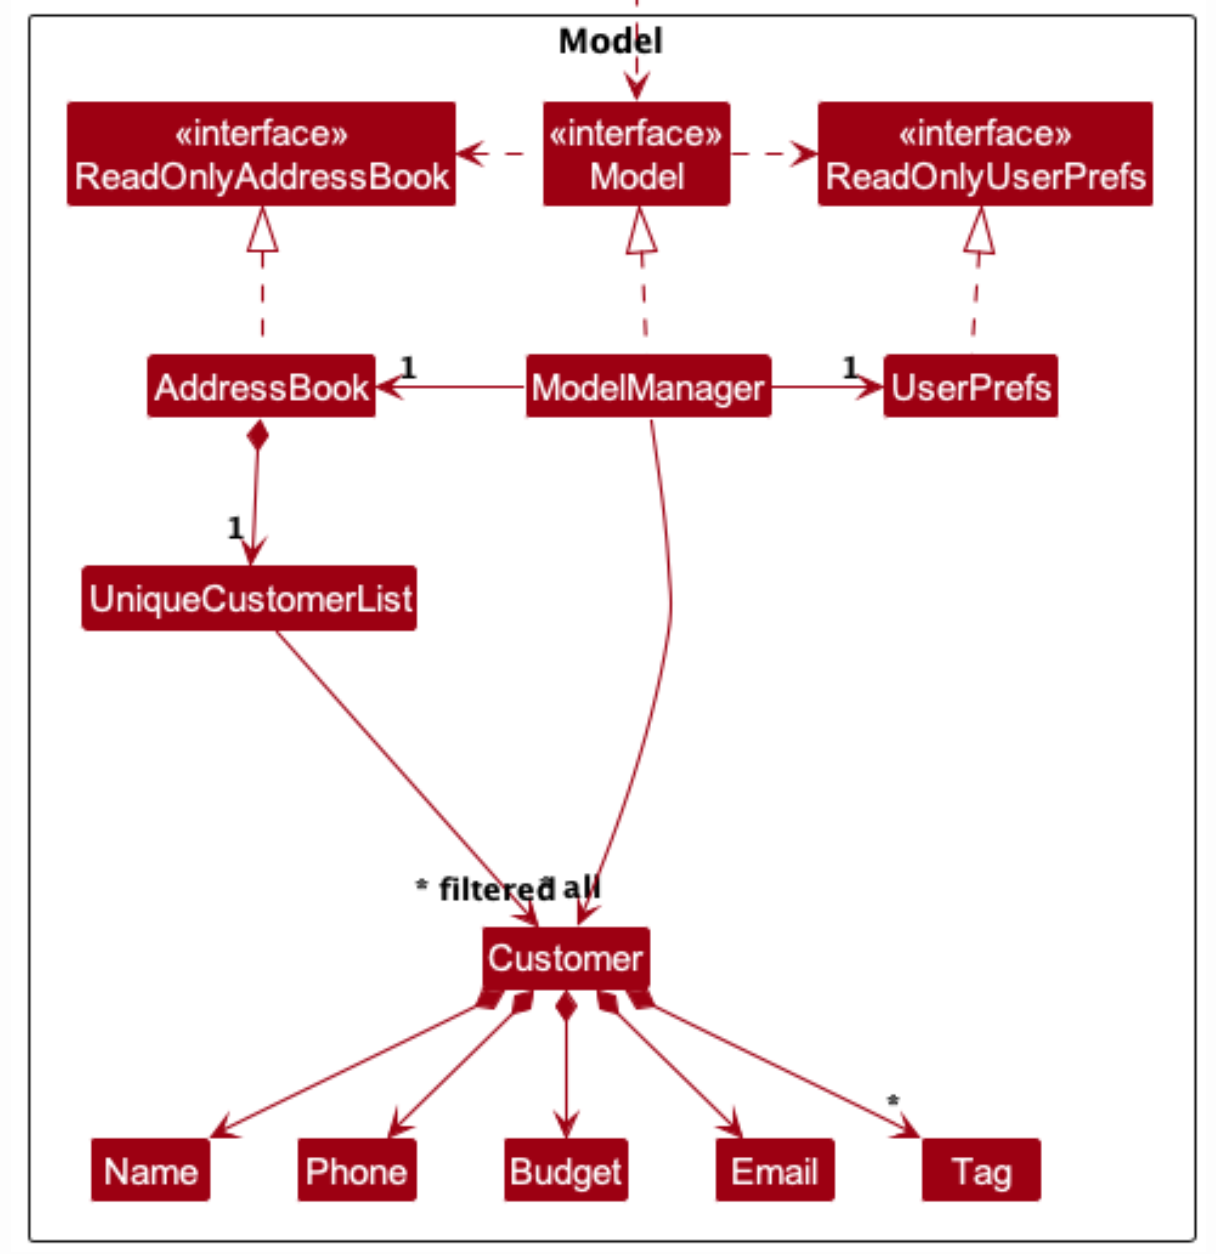 Model
«interface»
ReadOnlyAddressBook
«interface»
Model
«interface»
ReadOnlyUserPrefs
AddressBook
1
ModelManager
1
UserPrefs
1
UniqueCustomerList
* filtered
* all
Customer
*
Name
Phone
Budget
Email
Tag